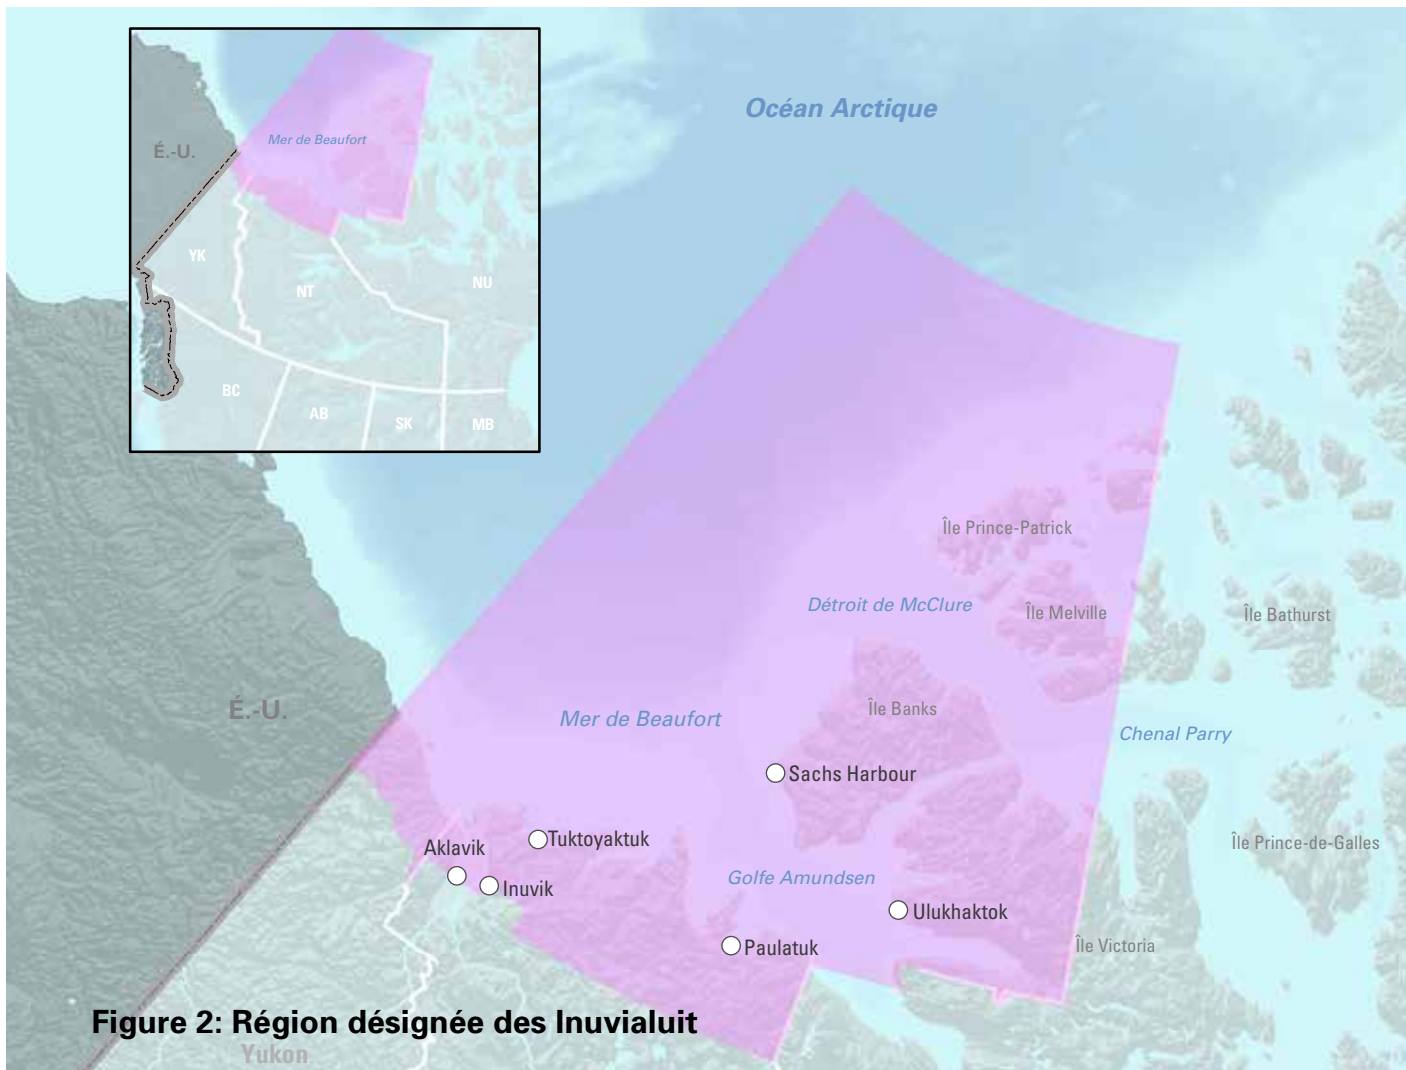 Océan Arctique
Mer de Beaufort
É.-U.
YK
NT
NU
BC
AB
SK
MB
Île Prince-Patrick
Détroit de McClure
Île Melville
Île Bathurst
É.-U.
Mer de Beaufort
Île Banks
Chenal Parry
Sachs Harbour
Aklavik
Tuktoyaktuk
Île Prince-de-Galles
Inuvik
Golfe Amundsen
Ulukhaktok
Paulatuk
Île Victoria
Figure 2: Région désignée des Inuvialuit
Yukon